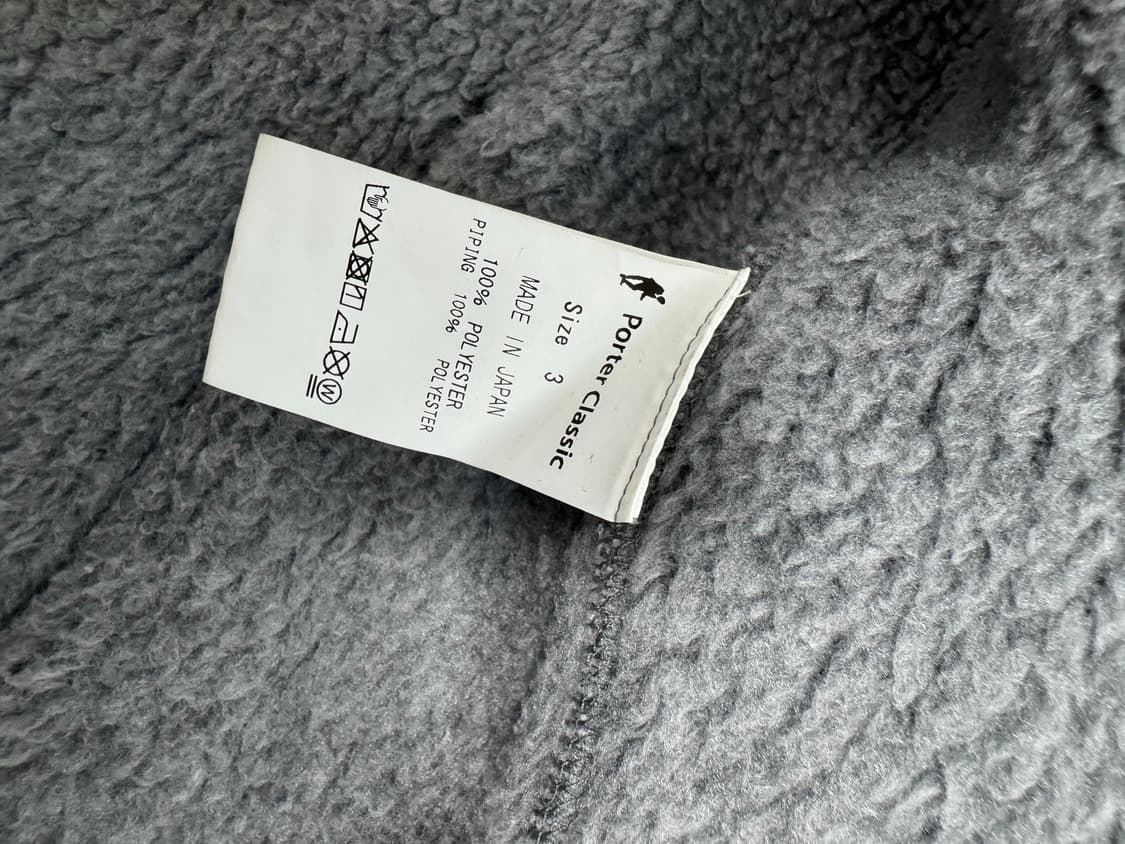 Porter Classic
Size 3
MADE IN JAPAN
100% POLYESTER
PIPING 100% POLYESTER
W